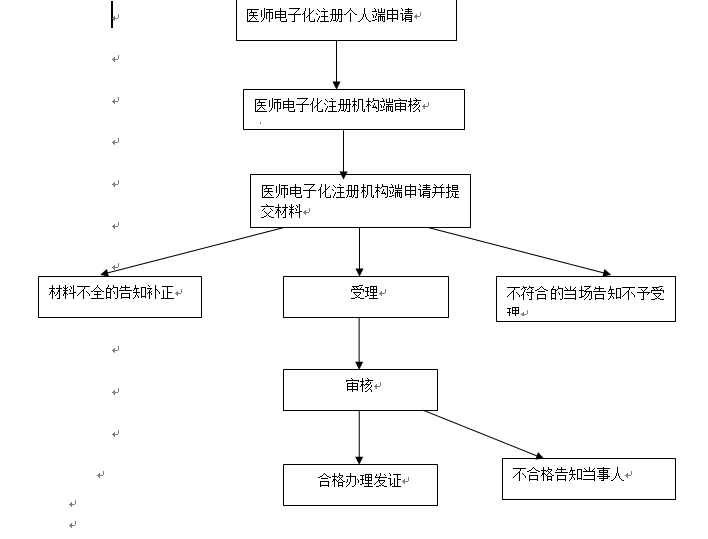 医师电子化注册个人端申请
医师电子化注册机构端审核
医师电子化注册机构端申请并提
交材料
材料不全的告知补正
受理
不符合的当场告知不予受
理
审核
合格办理发证
不合格告知当事人